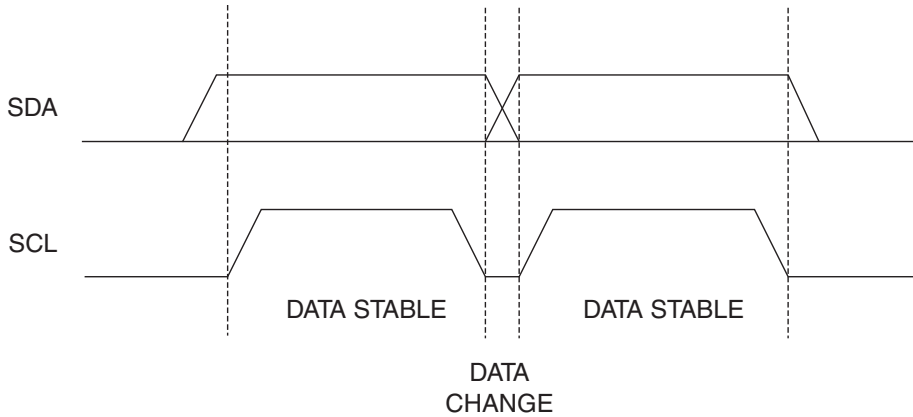 SDA
SCL
DATA STABLE
DATA STABLE
DATA
CHANGE